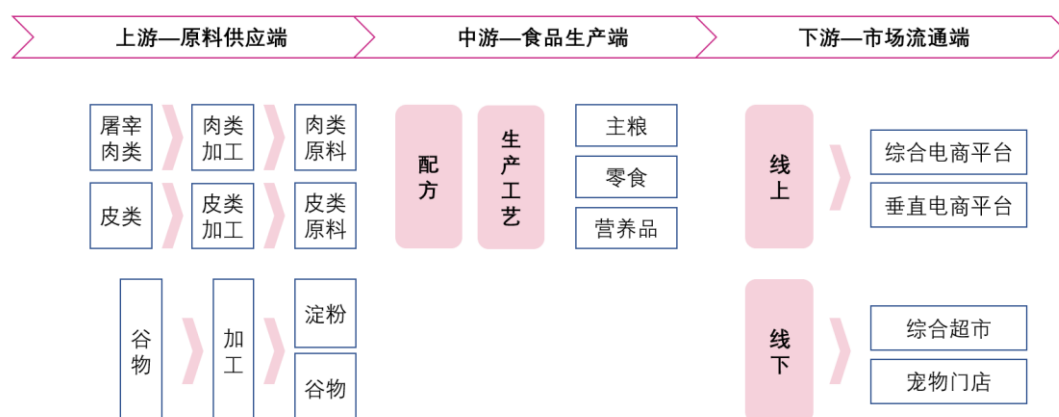 上游—原料供应端
中游—食品生产端
下游—市场流通端
屠宰
肉类
肉类
加工
肉类
原料
皮类
皮类
加工
皮类
原料
谷物
加工
淀粉
谷物
配方
生产工艺
主粮
零食
营养品
线上
综合电商平台
垂直电商平台
线下
综合超市
宠物门店